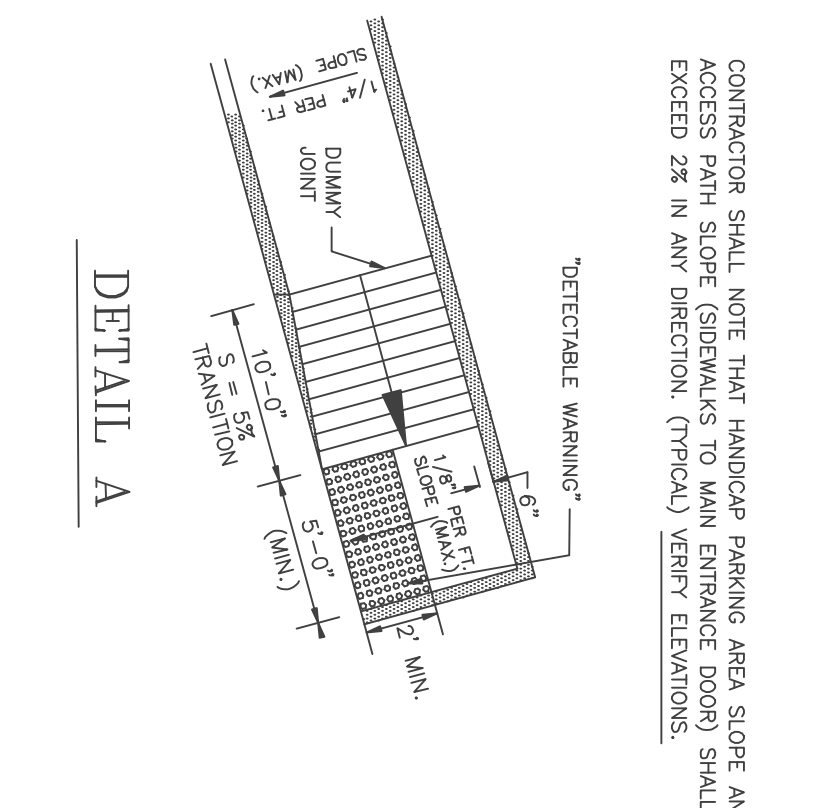 CONTRACTOR SHALL NOTE THAT HANDICAP PARKING AREA SLOPE AN
ACCESS PATH SLOPE (SIDEWALKS TO MAIN ENTRANCE DOOR) SHALL
EXCEED 2% IN ANY DIRECTION. (TYPICAL) VERIFY ELEVATIONS.
"DETECTABLE WARNING"
6"
1/8" PER FT.
SLOPE (MAX.)
2' MIN.
1/4" PER FT.
SLOPE (MAX.)
DUMMY
JOINT
5'-0"
(MIN.)
10'-0"
S = 5%
TRANSITION
DETAIL A